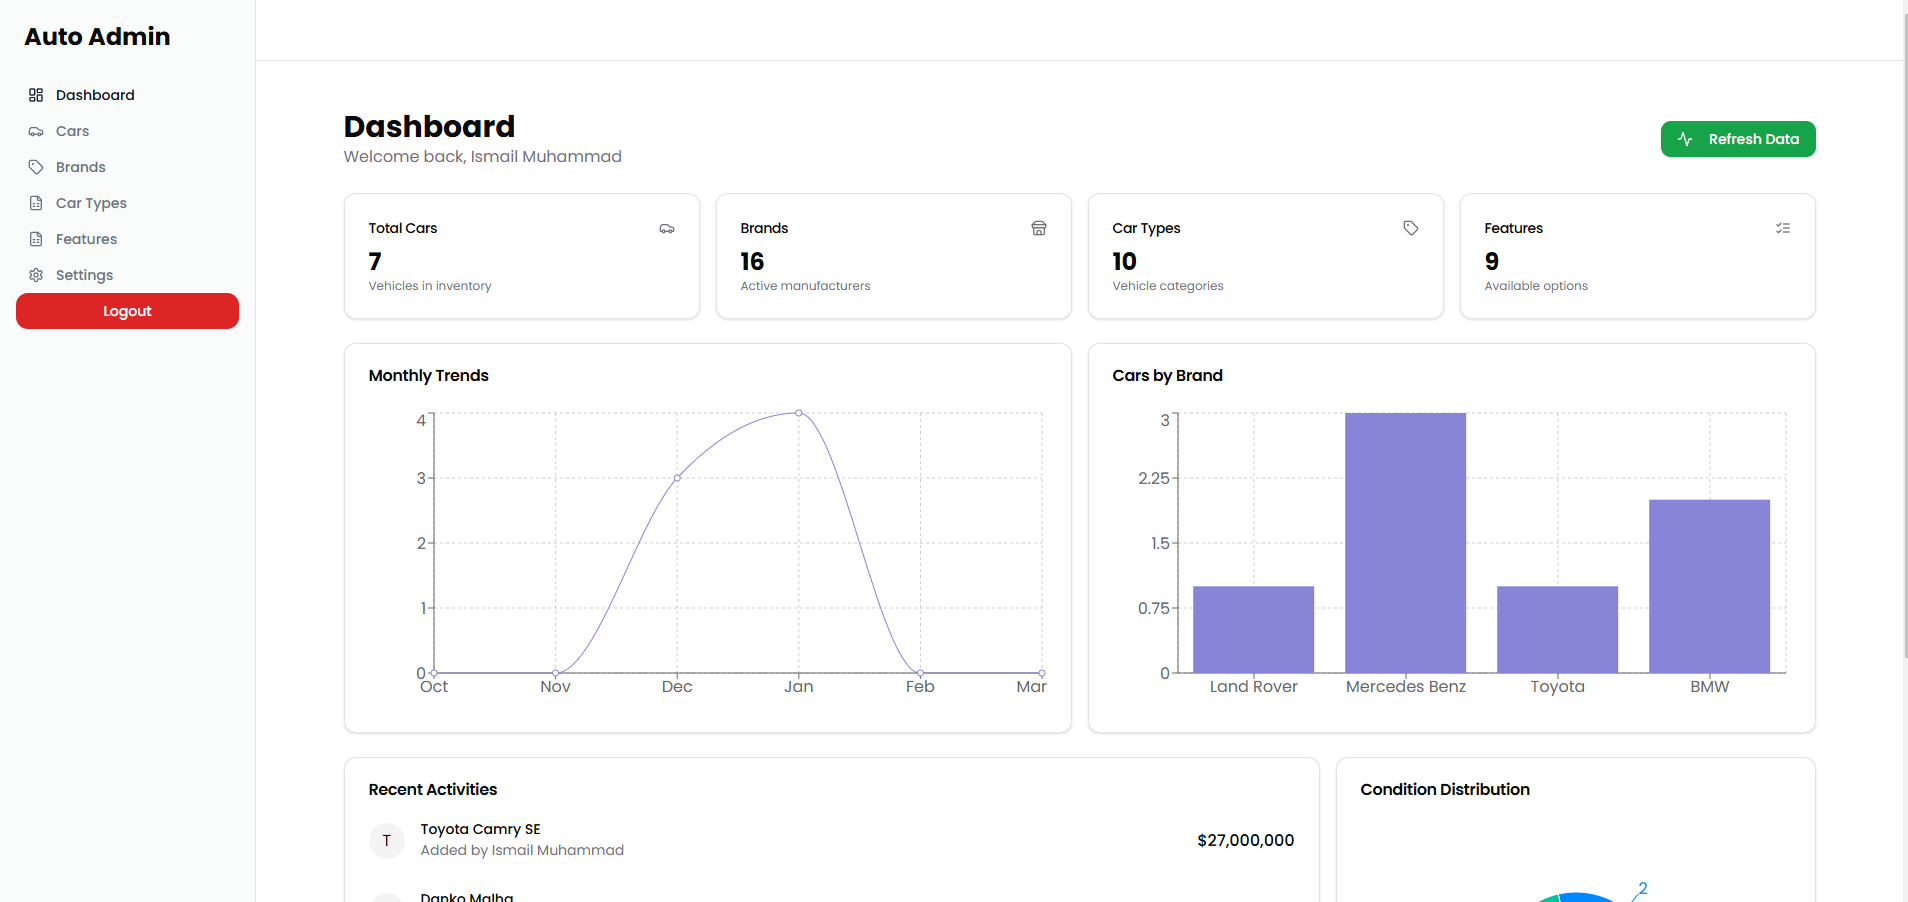 Auto Admin
Dashboard
Cars
Brands
Car Types
Features
Settings
Logout
Dashboard
Welcome back, Ismail Muhammad
Refresh Data
Total Cars
7
Vehicles in inventory
Brands
16
Active manufacturers
Car Types
10
Vehicle categories
Features
9
Available options
Monthly Trends
4
3
2
1
0
Oct Nov Dec Jan Feb Mar
Cars by Brand
3
2.25
1.5
0.75
0
Land Rover Mercedes Benz Toyota BMW
Recent Activities
T
Toyota Camry SE
Added by Ismail Muhammad
$27,000,000
Danko Malha
Condition Distribution
2